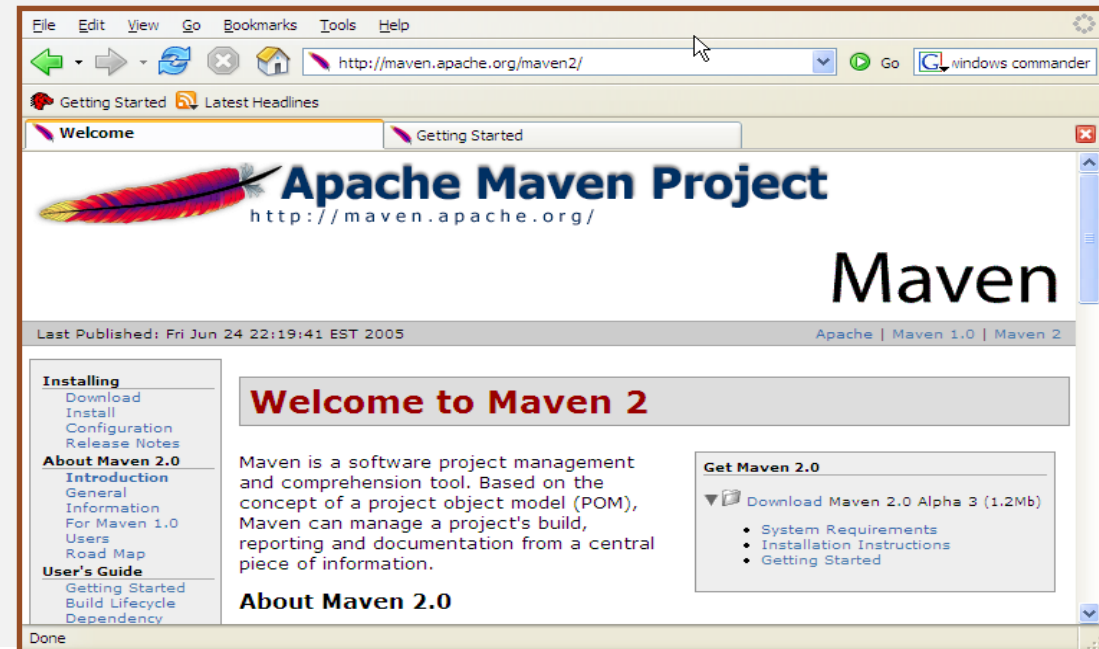 File Edit View Go Bookmarks Tools Help
http://maven.apache.org/maven2/ Go G windows commander
Getting Started Latest Headlines
Welcome Getting Started
Apache Maven Project
http://maven.apache.org/
Maven
Last Published: Fri Jun 24 22:19:41 EST 2005 Apache | Maven 1.0 | Maven 2
Installing
Download
Install
Configuration
Release Notes
About Maven 2.0
Introduction
General
Information
For Maven 1.0
Users
Road Map
User's Guide
Getting Started
Build Lifecycle
Dependency
Welcome to Maven 2
Maven is a software project management
and comprehension tool. Based on the
concept of a project object model (POM),
Maven can manage a project's build,
reporting and documentation from a central
piece of information.
About Maven 2.0
Get Maven 2.0
Download Maven 2.0 Alpha 3 (1.2Mb)
System Requirements
Installation Instructions
Getting Started
Done